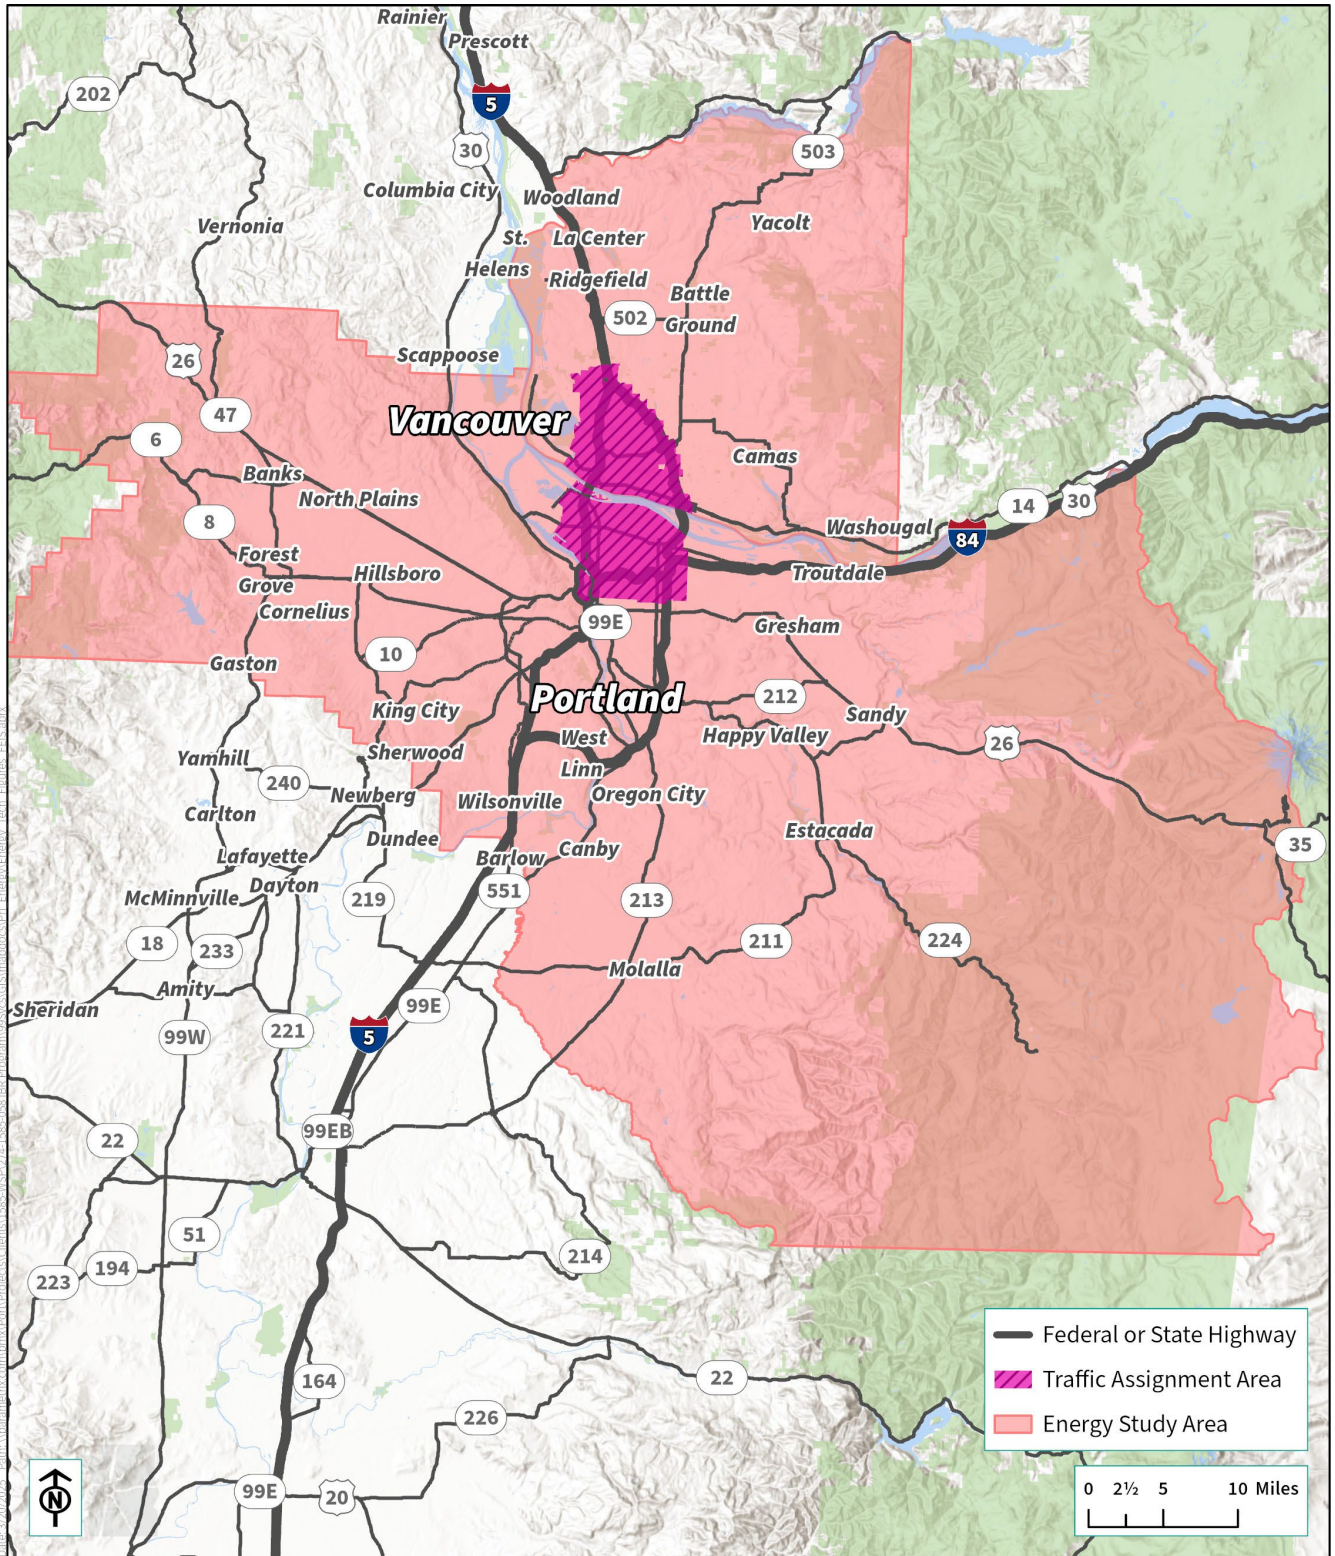 Rainier
Prescott
202
5
30
503
Columbia City
Woodland
Vernonia
Yacolt
St.
Helens
La Center
Ridgefield
Battle
Ground
502
Scappoose
26
47
Vancouver
6
Banks
Camas
North Plains
8
14
30
Washougal
84
Forest
Grove
Hillsboro
Troutdale
Cornelius
99E
Gresham
10
Gaston
Portland
212
King City
Sandy
West
Linn
Happy Valley
26
Sherwood
Yamhill
240
Newberg
Wilsonville
Oregon City
Carlton
Dundee
Estacada
Canby
35
Lafayette
Barlow
Dayton
McMinnville
219
551
213
18
233
211
224
Molalla
Amity
Sheridan
99E
99W
221
5
22
99EB
51
214
194
223
164
22
226
99E
20
Federal or State Highway
Traffic Assignment Area
Energy Study Area
N
0 2½ 5 10 Miles